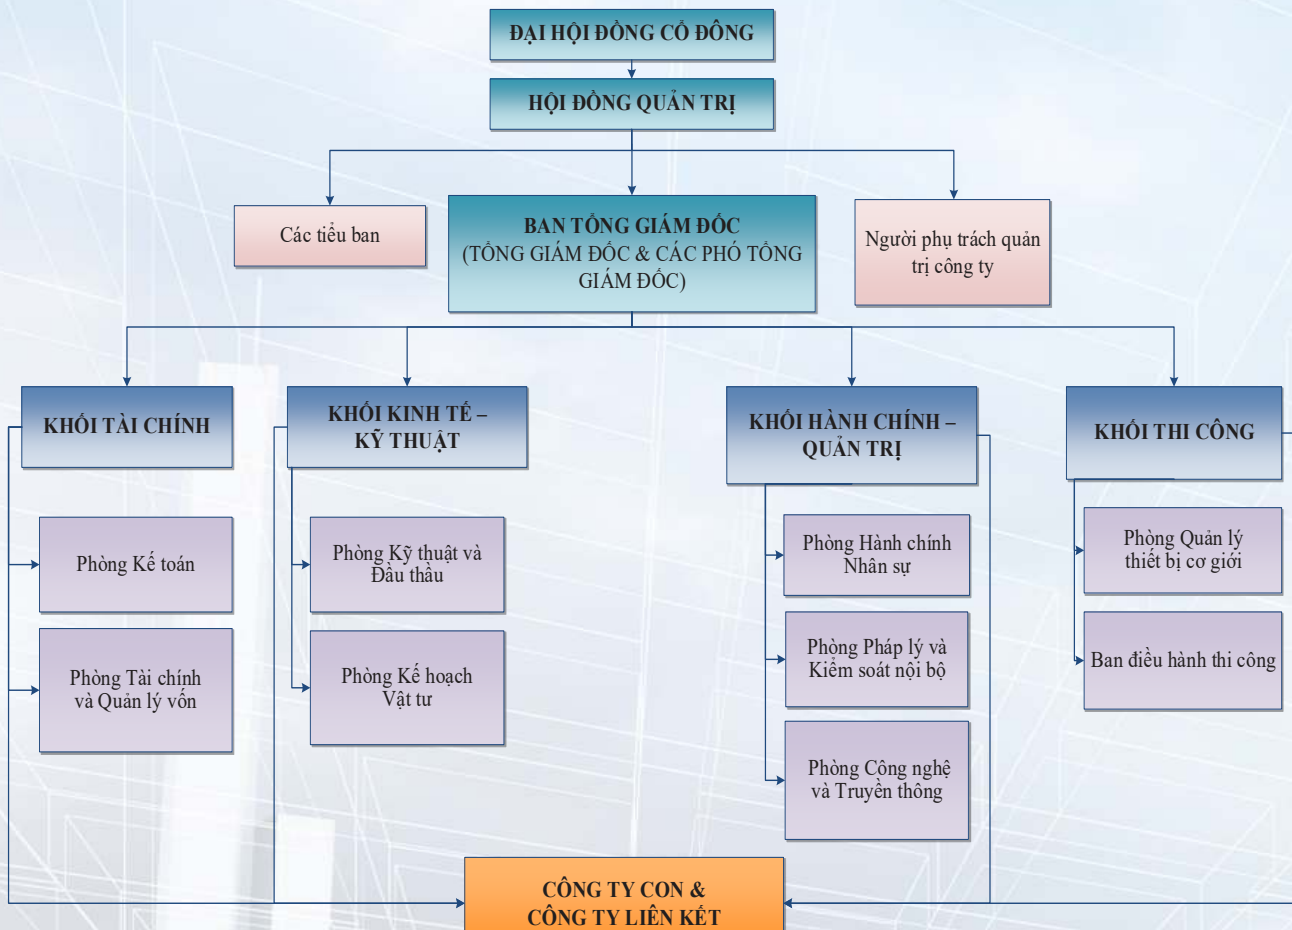 ĐẠI HỘI ĐỒNG CỔ ĐÔNG
HỘI ĐỒNG QUẢN TRỊ
Các tiểu ban
BAN TỔNG GIÁM ĐỐC
(TỔNG GIÁM ĐỐC & CÁC PHÓ TỔNG
GIÁM ĐỐC)
Người phụ trách quản
trị công ty
KHỐI TÀI CHÍNH
KHỐI KINH TẾ –
KỸ THUẬT
KHỐI HÀNH CHÍNH –
QUẢN TRỊ
KHỐI THI CÔNG
Phòng Kế toán
Phòng Tài chính
và Quản lý vốn
Phòng Kỹ thuật và
Đấu thầu
Phòng Kế hoạch
Vật tư
Phòng Hành chính
Nhân sự
Phòng Pháp lý và
Kiểm soát nội bộ
Phòng Công nghệ
và Truyền thông
Phòng Quản lý
thiết bị cơ giới
Ban điều hành thi công
CÔNG TY CON &
CÔNG TY LIÊN KẾT